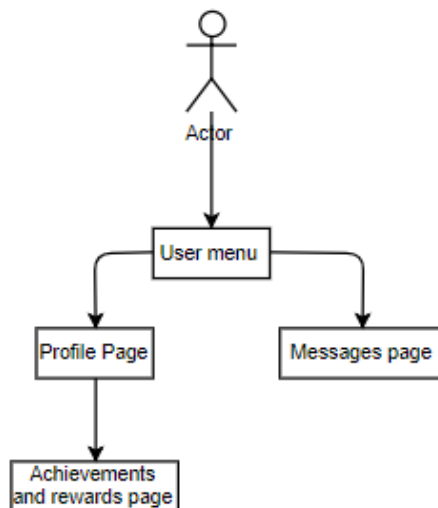 Actor
User menu
Profile Page
Messages page
Achievements
and rewards page